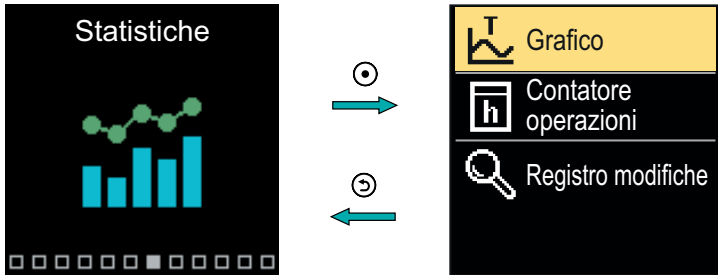 Statistiche
T
Grafico
h
Contatore
operazioni
Registro modifiche